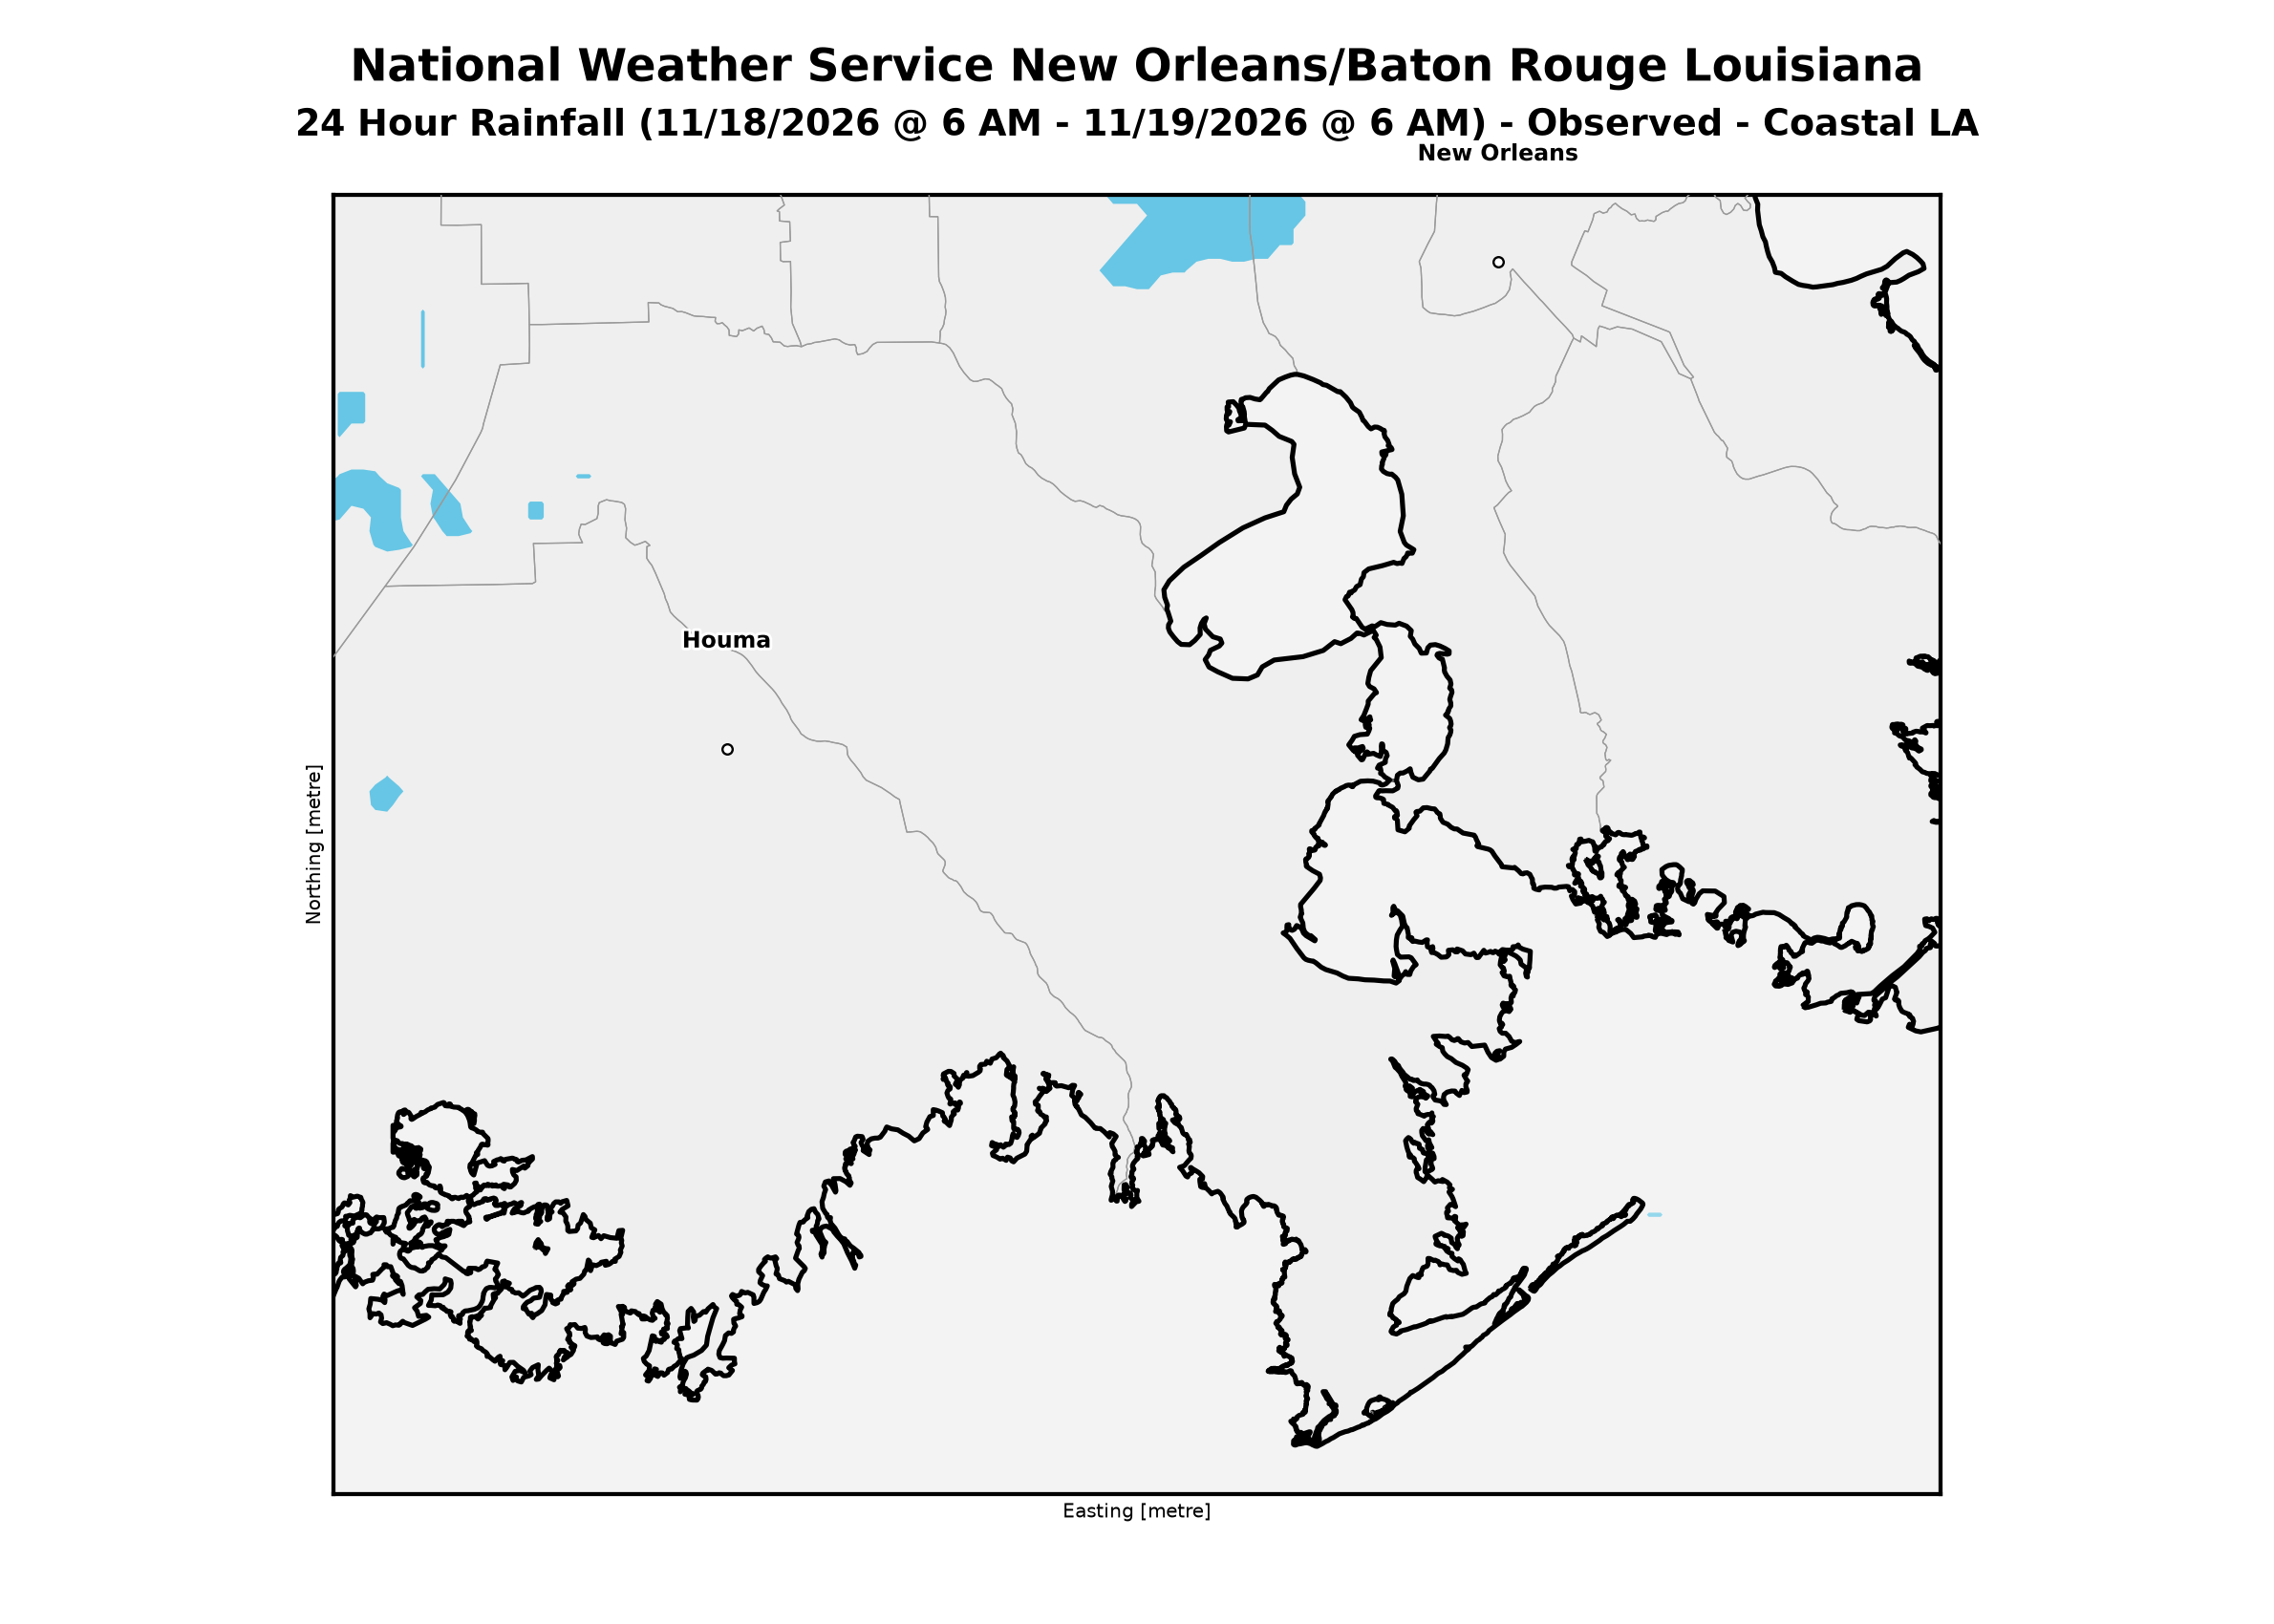 National Weather Service New Orleans/Baton Rouge Louisiana
24 Hour Rainfall (11/18/2026 @ 6 AM - 11/19/2026 @ 6 AM) - Observed - Coastal LA
New Orleans
Houma
Northing [metre]
Easting [metre]